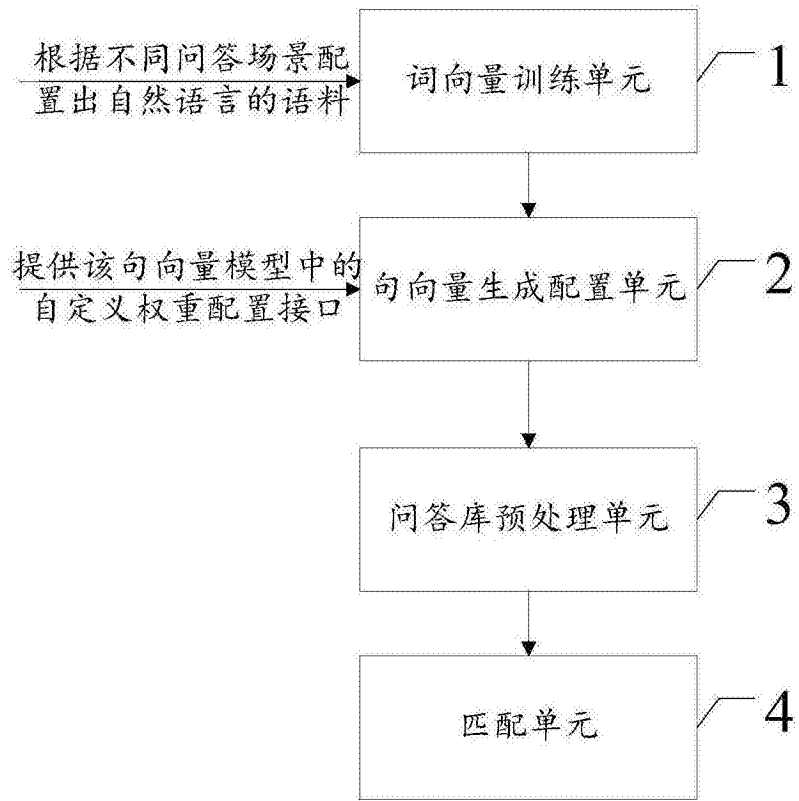 根据不同问答场景配
置出自然语言的语料
词向量训练单元
1
提供该句向量模型中的
自定义权重配置接口
句向量生成配置单元
2
问答库预处理单元
3
匹配单元
4